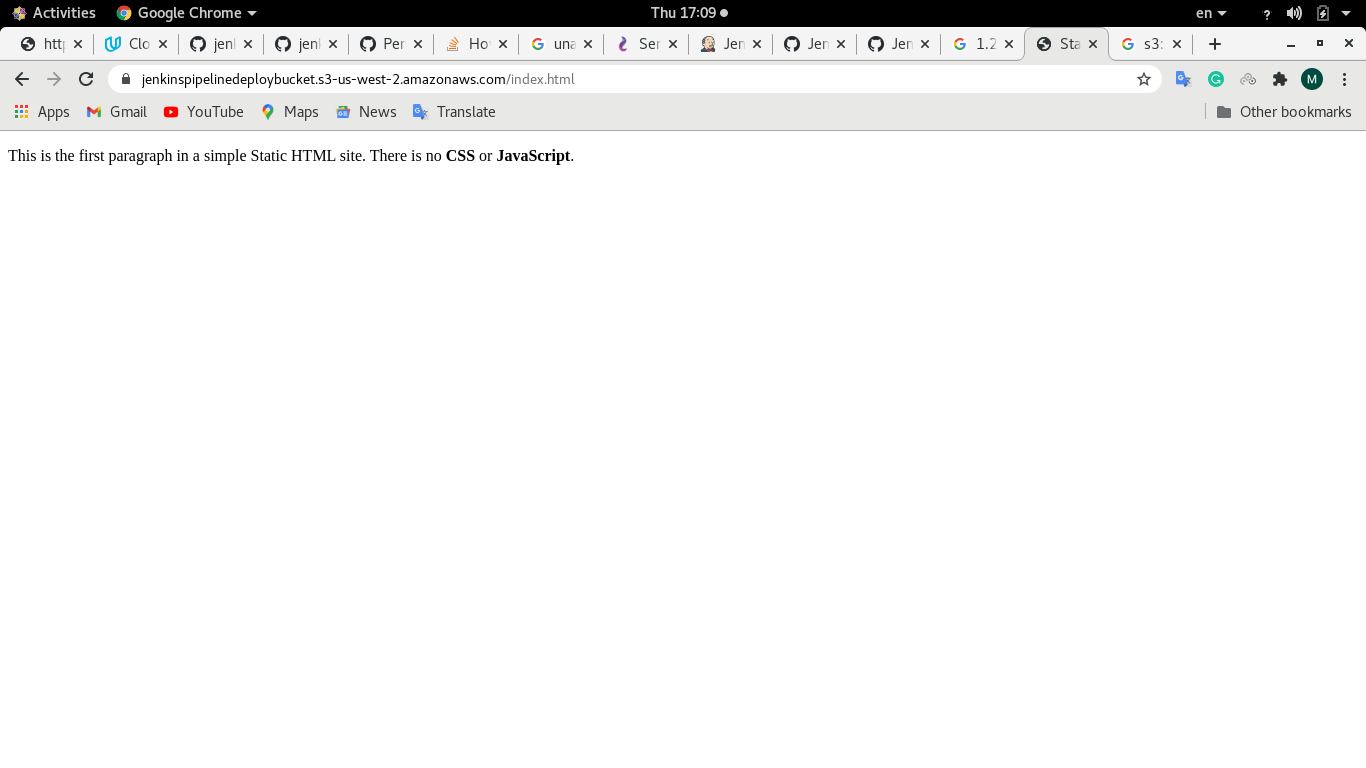 Activities Google Chrome Thu 17:09 en
http Clo jenk jenk Per Ho una Ser Jen Jen Jen 1.2 Sta s3:
jenkinspipelinedeploybucket.s3-us-west-2.amazonaws.com/index.html M
Apps Gmail YouTube Maps News Translate Other bookmarks
This is the first paragraph in a simple Static HTML site. There is no CSS or JavaScript.